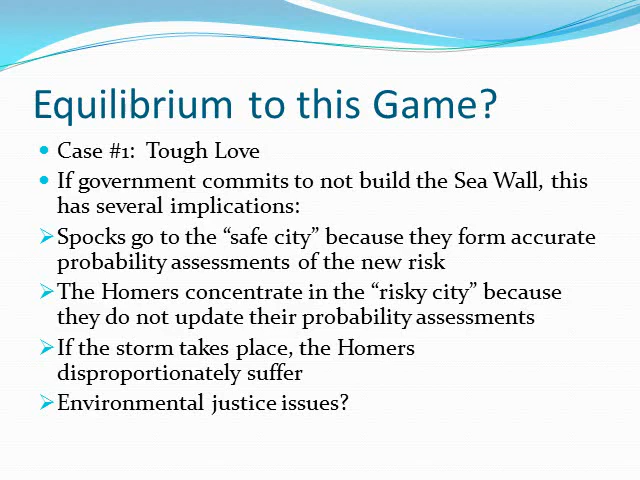 Equilibrium to this Game?
Case #1: Tough Love
If government commits to not build the Sea Wall, this
has several implications:
Spocks go to the “safe city” because they form accurate
probability assessments of the new risk
The Homers concentrate in the “risky city” because
they do not update their probability assessments
If the storm takes place, the Homers
disproportionately suffer
Environmental justice issues?